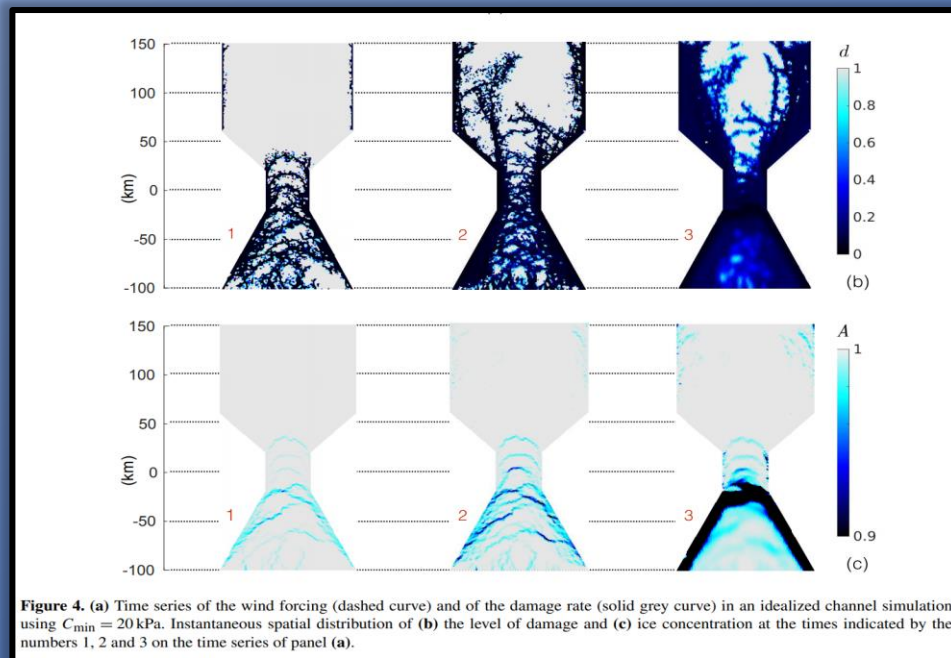 150
100
50
0
-50
-100
(km)
1
2
3
d
1
0.8
0.6
0.4
0.2
0
(b)
150
100
50
0
-50
-100
(km)
1
2
3
A
1
0.9
(c)
Figure 4. (a) Time series of the wind forcing (dashed curve) and of the damage rate (solid grey curve) in an idealized channel simulation
using Cmin = 20 kPa. Instantaneous spatial distribution of (b) the level of damage and (c) ice concentration at the times indicated by the
numbers 1, 2 and 3 on the time series of panel (a).